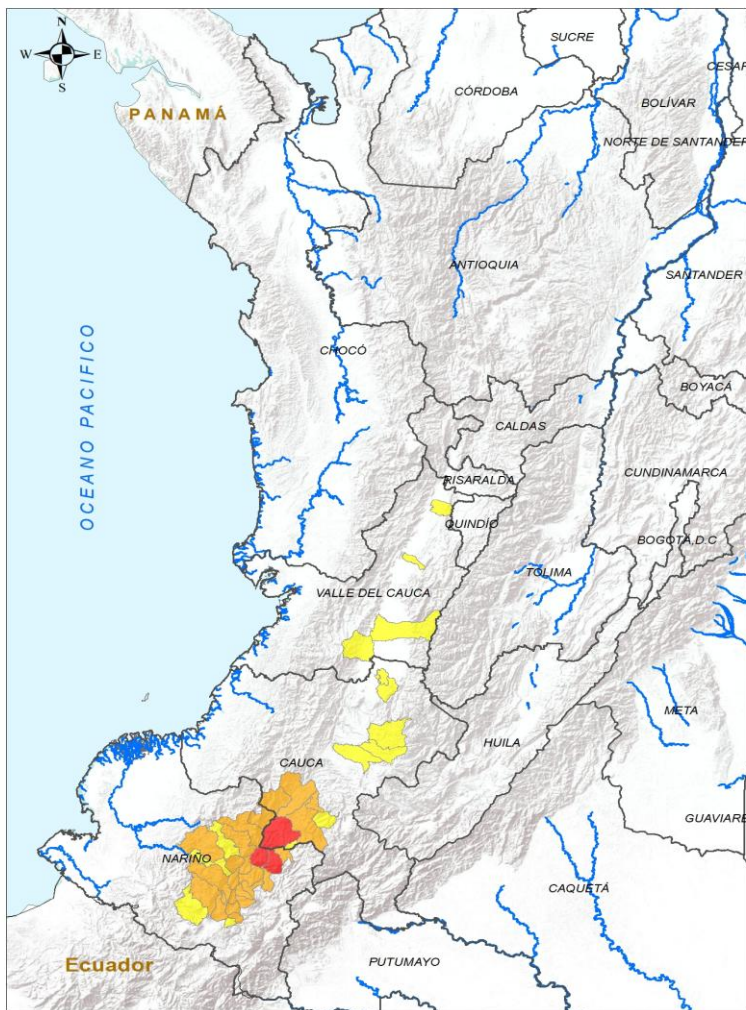 N
W
E
S
SUCRE
CESAR
CÓRDOBA
BOLÍVAR
PANAMÁ
NORTE DE SANTANDER
ANTIOQUIA
SANTANDER
CHOCÓ
BOYACÁ
OCEANO PACIFICO
CALDAS
CUNDINAMARCA
RISARALDA
QUINDÍO
BOGOTÁ, D.C
TOLIMA
VALLE DEL CAUCA
META
HUILA
CAUCA
GUAVIARE
NARIÑO
CAQUETÁ
Ecuador
PUTUMAYO